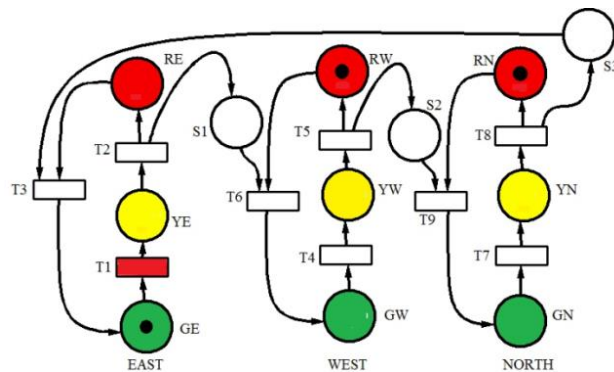 RE
RW
RN
S3
T2
S1
T5
S2
T8
T3
T6
T9
YE
YW
YN
T1
T4
T7
GE
GW
GN
EAST
WEST
NORTH